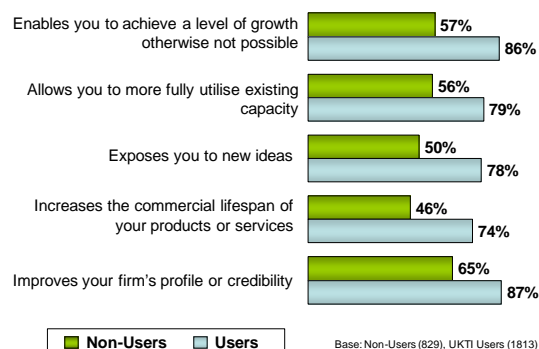 Enables you to achieve a level of growth
otherwise not possible
57%
86%
Allows you to more fully utilise existing
capacity
56%
79%
Exposes you to new ideas
50%
78%
Increases the commercial lifespan of
your products or services
46%
74%
Improves your firm's profile or credibility
65%
87%
Non-Users Users
Base: Non-Users (829), UKTI Users (1813)